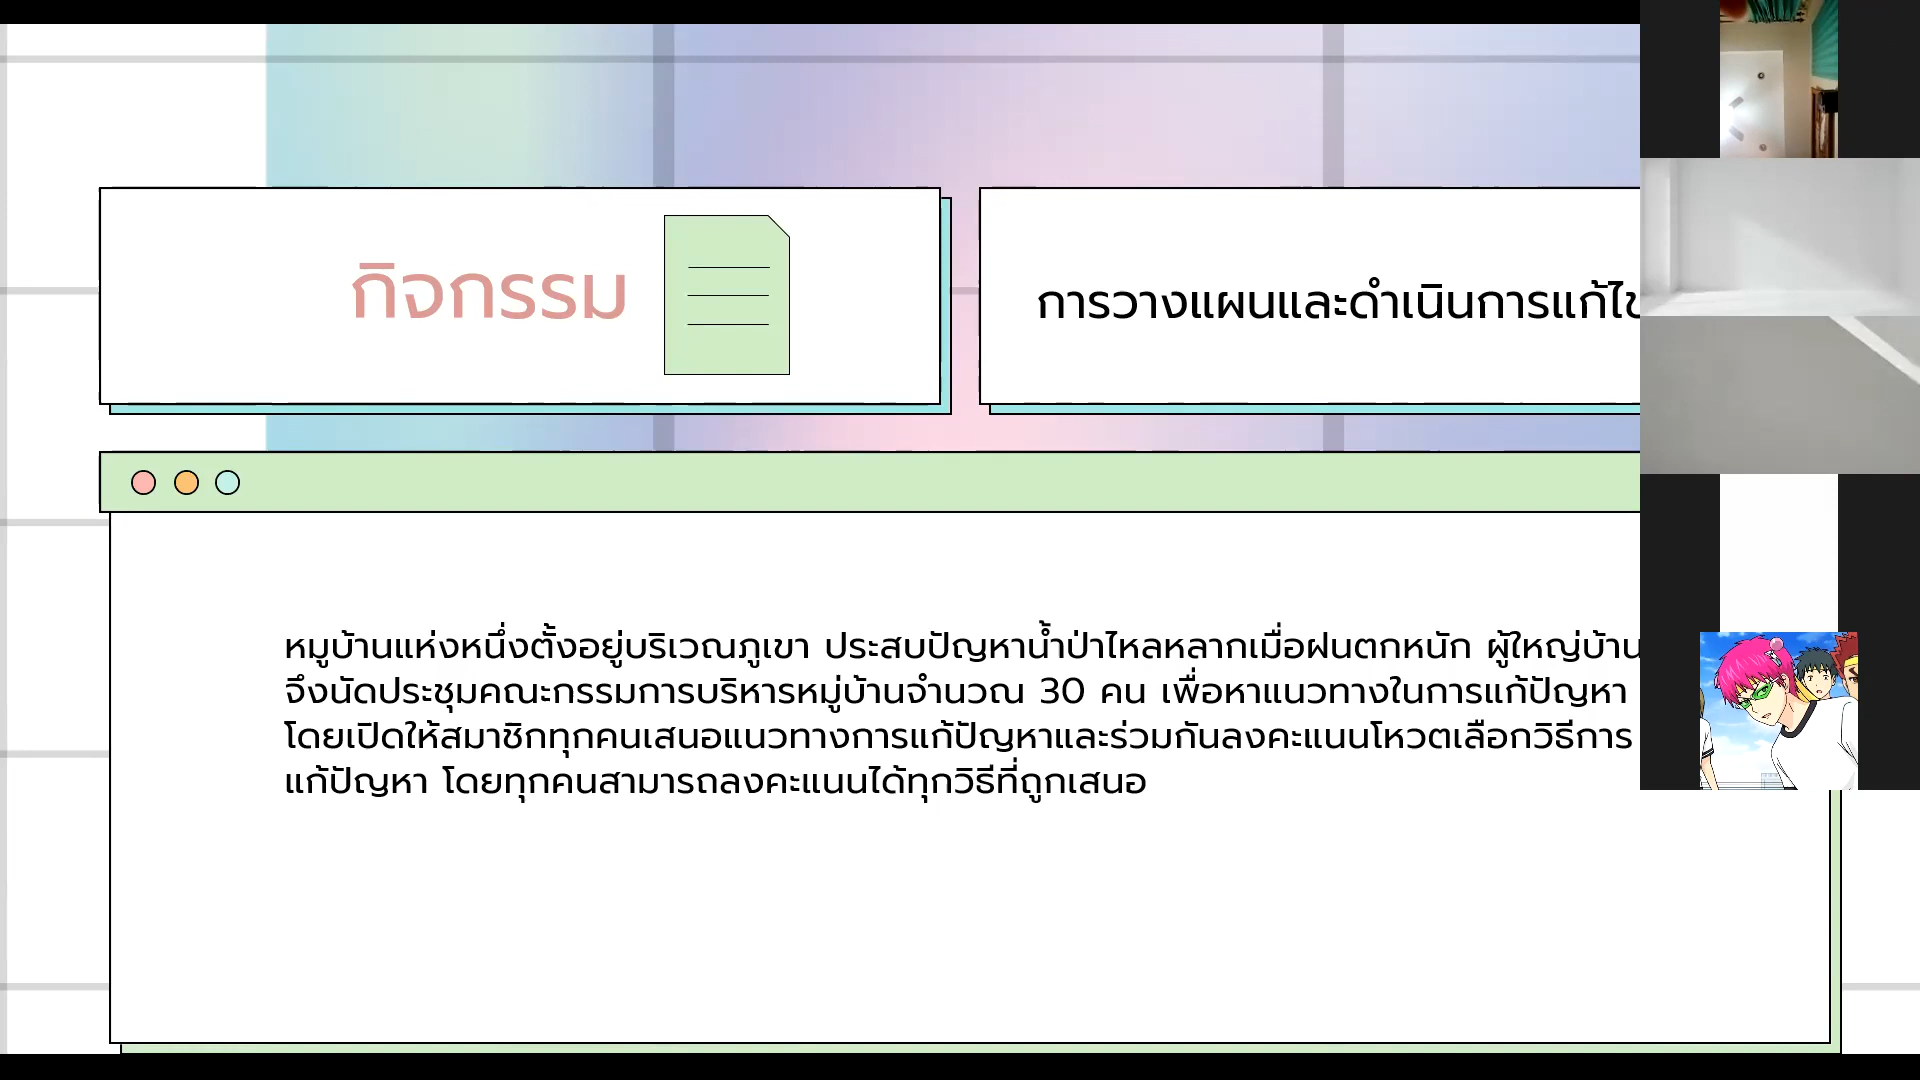 กิจกรรม
การวางแผนและดำเนินการแก้ไข
หมู่บ้านแห่งหนึ่งตั้งอยู่บริเวณภูเขา ประสบปัญหาน้ำป่าไหลหลากเมื่อฝนตกหนัก ผู้ใหญ่บ้าน
จึงนัดประชุมคณะกรรมการบริหารหมู่บ้านจำนวณ 30 คน เพื่อหาแนวทางในการแก้ปัญหา
โดยเปิดให้สมาชิกทุกคนเสนอแนวทางการแก้ปัญหาและร่วมกันลงคะแนนโหวตเลือกวิธีการ
แก้ปัญหา โดยทุกคนสามารถลงคะแนนได้ทุกวิธีที่ถูกเสนอ